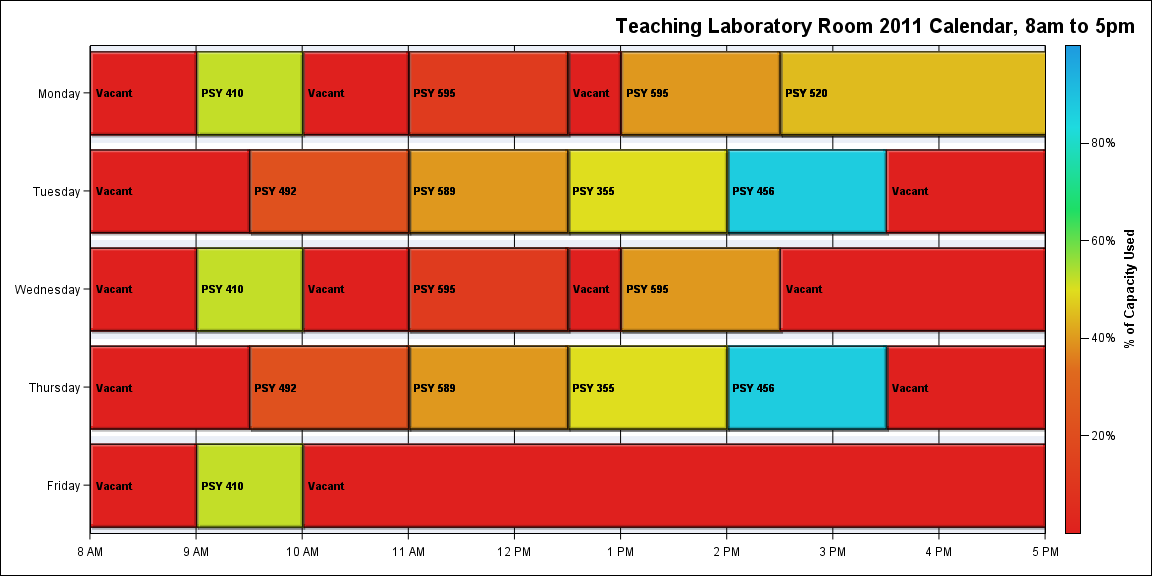 Teaching Laboratory Room 2011 Calendar, 8am to 5pm
Monday
Vacant
PSY 410
Vacant
PSY 595
Vacant
PSY 595
PSY 520
Tuesday
Vacant
PSY 492
PSY 589
PSY 355
PSY 456
Vacant
Wednesday
Vacant
PSY 410
Vacant
PSY 595
Vacant
PSY 595
Vacant
Thursday
Vacant
PSY 492
PSY 589
PSY 355
PSY 456
Vacant
Friday
Vacant
PSY 410
Vacant
8 AM
9 AM
10 AM
11 AM
12 PM
1 PM
2 PM
3 PM
4 PM
5 PM
80%
60%
40%
20%
% of Capacity Used